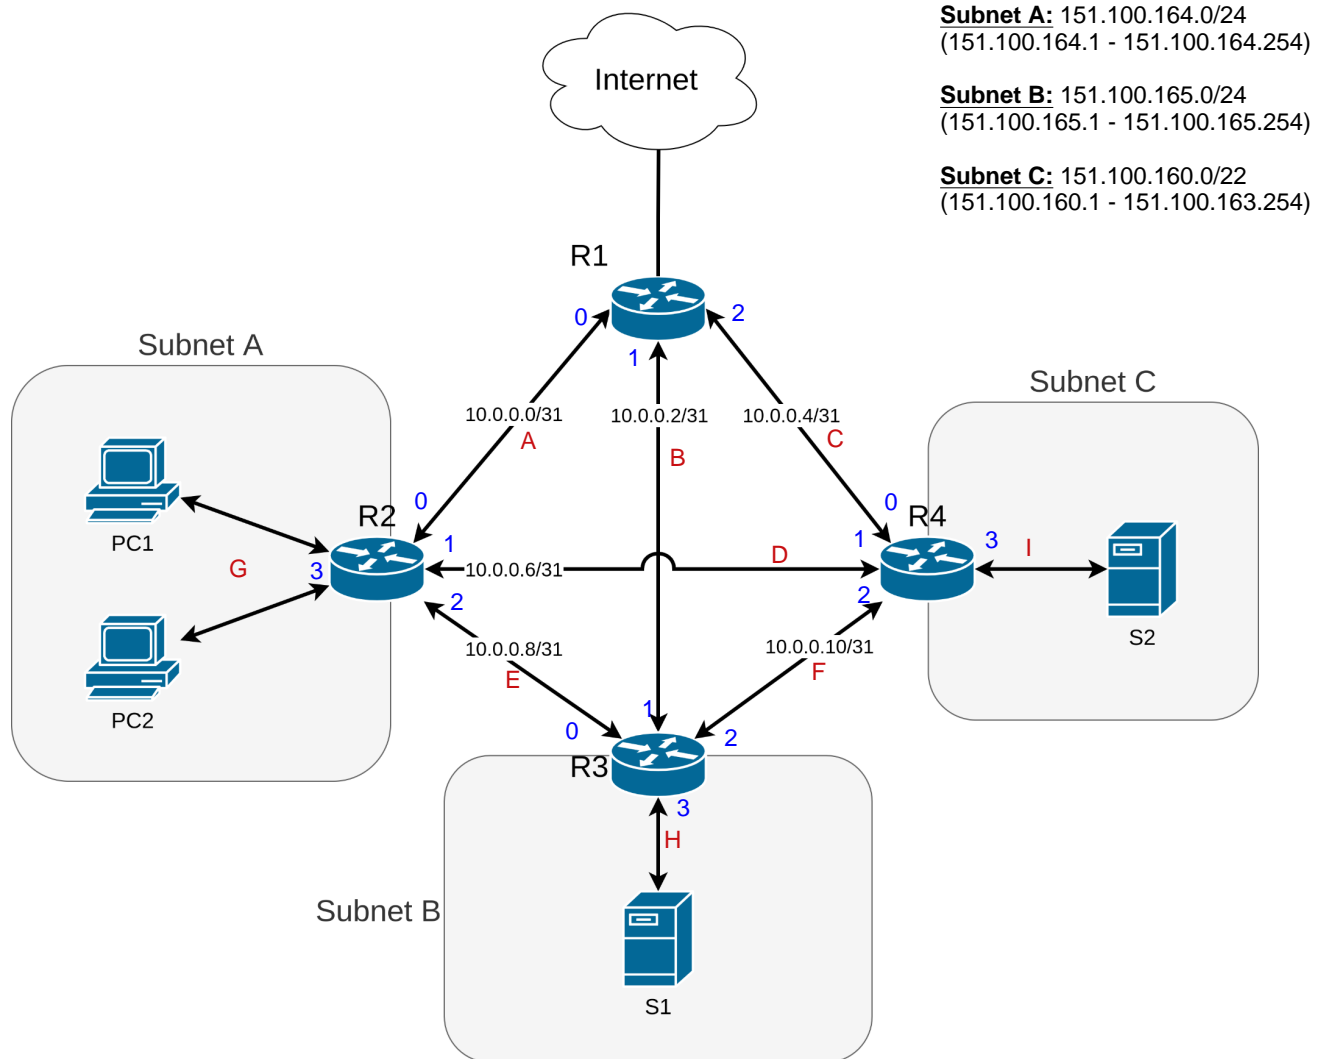 Subnet A: 151.100.164.0/24
(151.100.164.1 - 151.100.164.254)
Subnet B: 151.100.165.0/24
(151.100.165.1 - 151.100.165.254)
Subnet C: 151.100.160.0/22
(151.100.160.1 - 151.100.163.254)
Internet
R1
0
2
1
Subnet A
Subnet C
10.0.0.0/31
10.0.0.2/31
10.0.0.4/31
A
B
C
0
0
R2
R4
PC1
1
1
3
D
I
G
3
10.0.0.6/31
2
2
S2
10.0.0.8/31
10.0.0.10/31
E
F
PC2
1
0
2
R3
3
H
Subnet B
S1